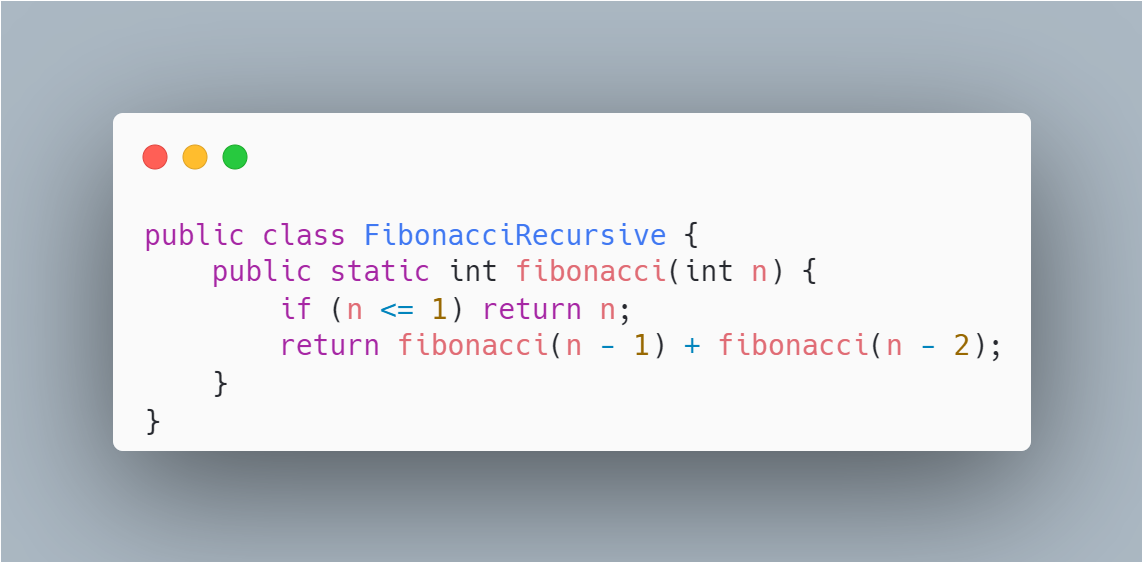 public class FibonacciRecursive {
    public static int fibonacci(int n) {
        if (n <= 1) return n;
        return fibonacci(n - 1) + fibonacci(n - 2);
    }
}